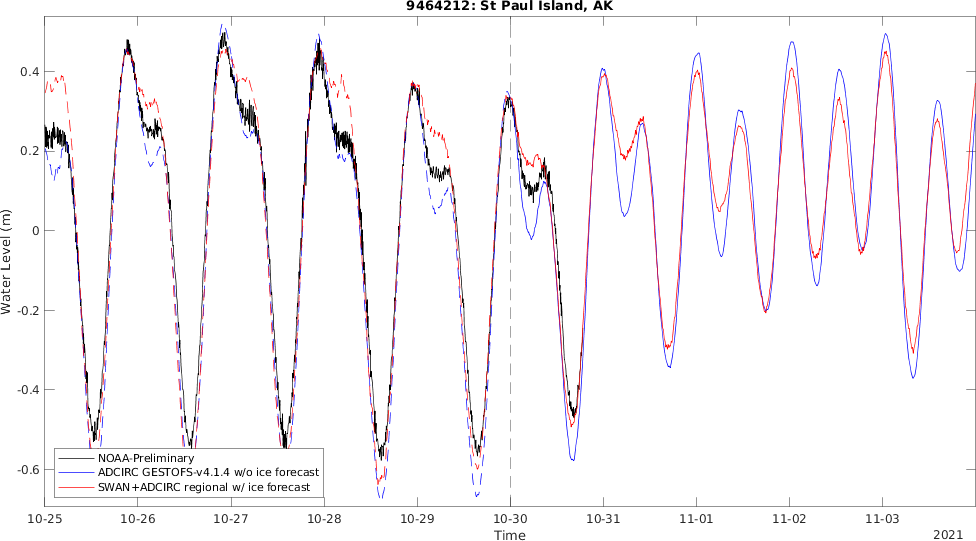 9464212: St Paul Island, AK
Water Level (m)
0.4
0.2
0
-0.2
-0.4
-0.6
NOAA-Preliminary
ADCIRC GESTOFS-v4.1.4 w/o ice forecast
SWAN+ADCIRC regional w/ ice forecast
10-25 10-26 10-27 10-28 10-29 10-30 10-31 11-01 11-02 11-03
Time
2021